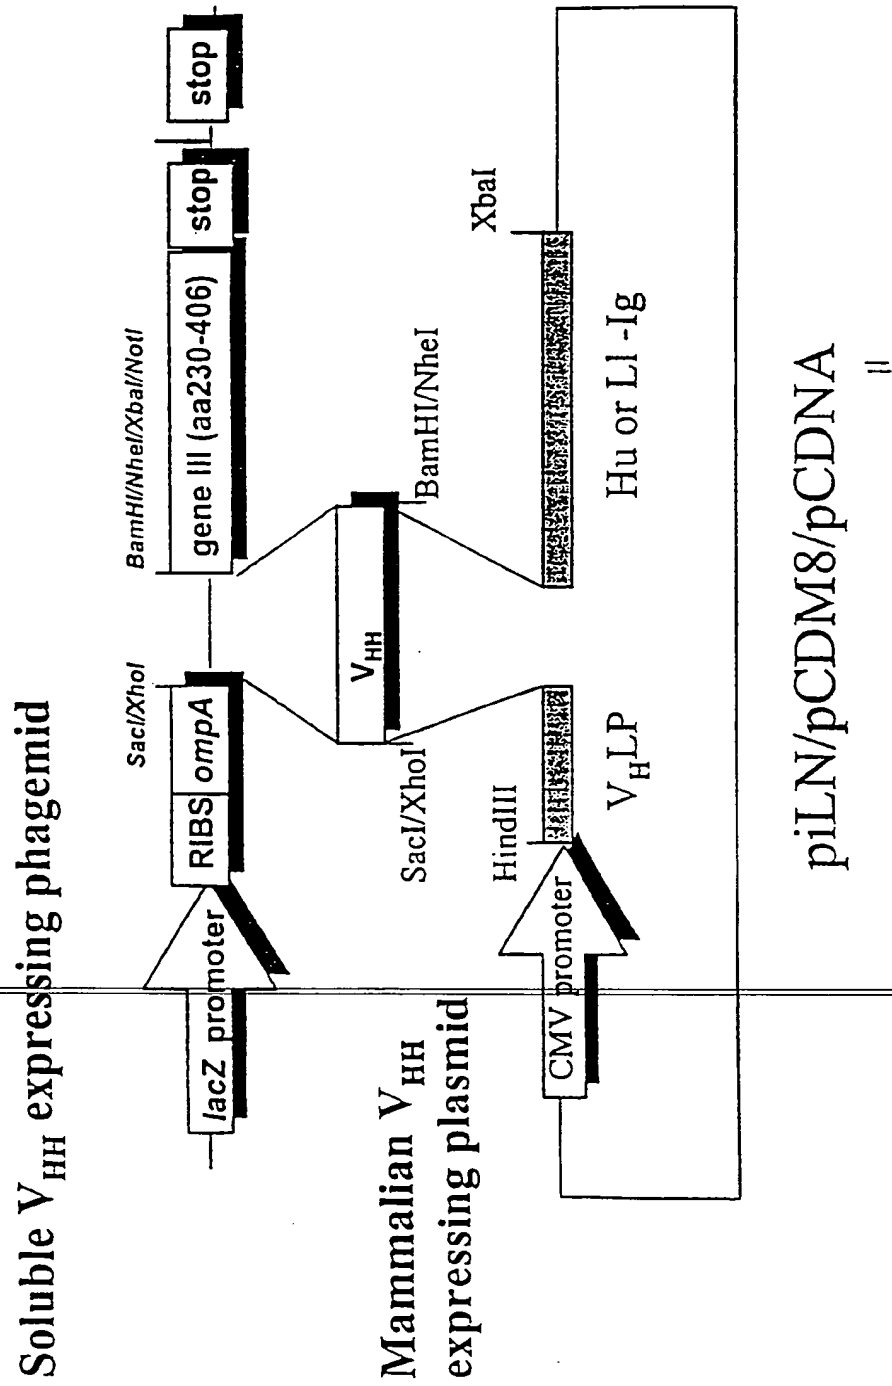 Soluble VHH expressing phagemid
SacI/XhoI
BamHI/NheI/XbaI/NotI
lacZ promoter
RIBS
ompA
gene III (aa230-406)
stop
stop
VHH
SacI/XhoI
BamHI/NheI
Mammalian VHH
expressing plasmid
HindIII
XbaI
CMV promoter
VHLP
Hu or Ll-Ig
piLN/pCDM8/pCDNA